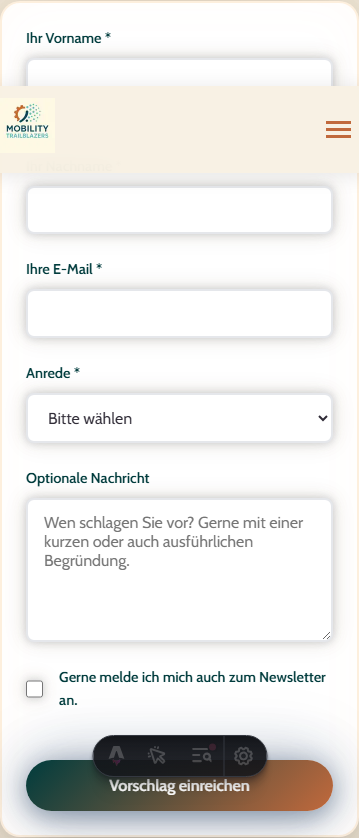 Ihr Vorname *
MOBILITY
TRAILBLAZERS
Ihre E-Mail *
Anrede *
Bitte wählen
Optionale Nachricht
Wen schlagen Sie vor? Gerne mit einer
kurzen oder auch ausführlichen
Begründung.
Gerne melde ich mich auch zum Newsletter
an.
Vorschlag einreichen